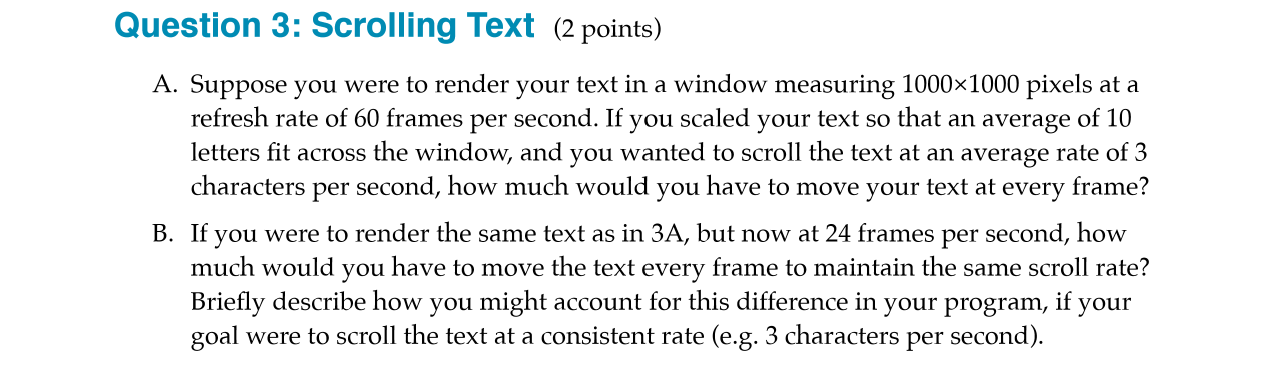 Question 3: Scrolling Text (2 points)
A. Suppose you were to render your text in a window measuring 1000×1000 pixels at a
refresh rate of 60 frames per second. If you scaled your text so that an average of 10
letters fit across the window, and you wanted to scroll the text at an average rate of 3
characters per second, how much would you have to move your text at every frame?
B. If you were to render the same text as in 3A, but now at 24 frames per second, how
much would you have to move the text every frame to maintain the same scroll rate?
Briefly describe how you might account for this difference in your program, if your
goal were to scroll the text at a consistent rate (e.g. 3 characters per second).